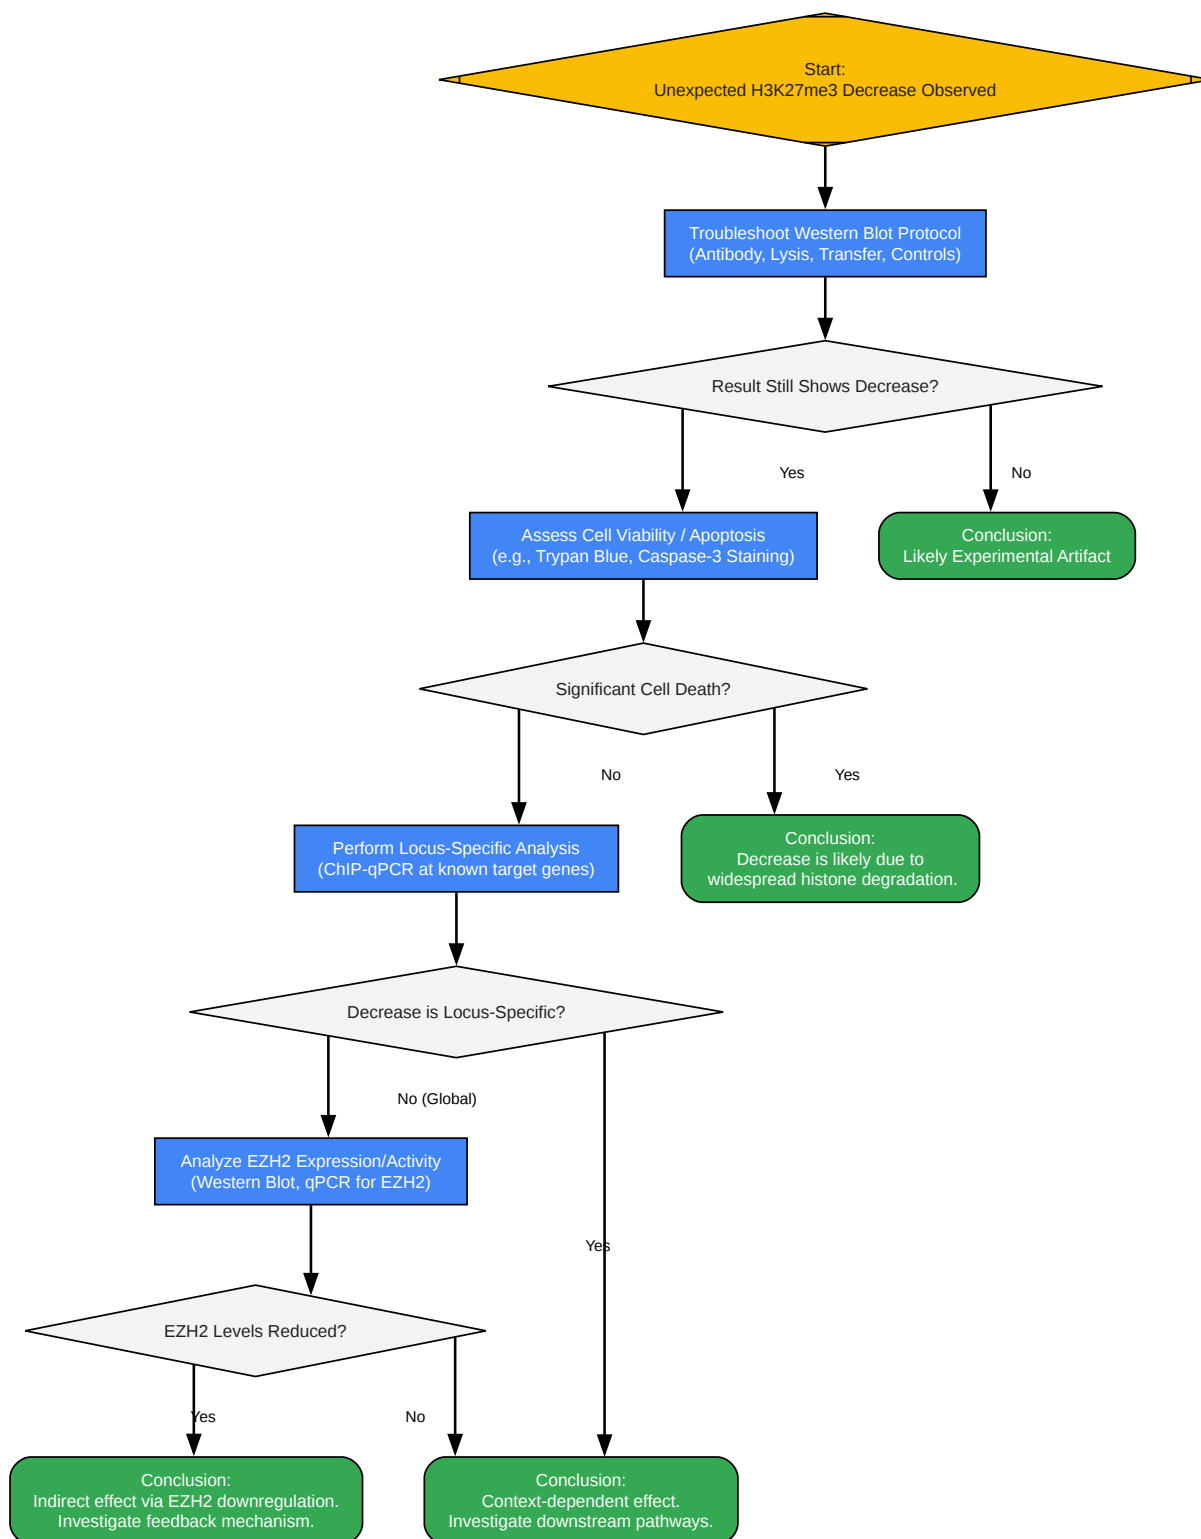 Start:
Unexpected H3K27me3 Decrease Observed
Troubleshoot Western Blot Protocol
(Antibody, Lysis, Transfer, Controls)
Result Still Shows Decrease?
Yes
No
Assess Cell Viability / Apoptosis
(e.g., Trypan Blue, Caspase-3 Staining)
Conclusion:
Likely Experimental Artifact
Significant Cell Death?
No
Yes
Perform Locus-Specific Analysis
(ChIP-qPCR at known target genes)
Conclusion:
Decrease is likely due to
widespread histone degradation.
Decrease is Locus-Specific?
No (Global)
Analyze EZH2 Expression/Activity
(Western Blot, qPCR for EZH2)
Yes
EZH2 Levels Reduced?
Yes
No
Conclusion:
Indirect effect via EZH2 downregulation.
Investigate feedback mechanism.
Conclusion:
Context-dependent effect.
Investigate downstream pathways.